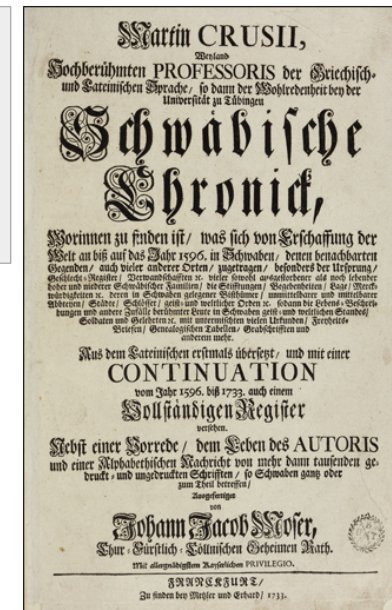 Martin CRUSII,
Weyland
Hochberühmten PROFESSORIS der Griechisch-
und Lateinischen Sprache/ so dann der Wohlredenheit bey der
Universität zu Tübingen
Schwäbische
Chronick,
Worinnen zu finden ist/ was sich von Erschaffung der
Welt an biß auf das Jahr 1596. in Schwaben/ denen benachbarten
Gegenden/ auch vieler anderer Orten/ zugetragen/ besonders der Ursprung/
Geschlecht-Register/ Verwandschafften ꝛc. vieler sowohl ausgestorbener als noch lebender
hoher und niederer Schwäbischer Familien/ die Stifftungen/ Begebenheiten/ Lage/ Merck-
würdigkeiten ꝛc. deren in Schwaben gelegener Bisthümer/ unmittelbarer und mittelbarer
Abbteyen/ Städte/ Schlösser/ geist- und weltlicher Orden ꝛc. sodann die Lebens-Beschrei-
bungen und andere Zufälle berühmter Leute in Schwaben geist- und weltlichen Standes/
Soldaten und Gelehrten ꝛc. mit untermischten vielen Urkunden/ Freyheits-
Briefen/ Genealogischen Tabellen/ Grabschrifften und
anderem mehr.
Aus dem Lateinischen erstmals übersetzt/ und mit einer
CONTINUATION
vom Jahr 1596. biß 1733. auch einem
Vollständigen Register
versehen.
Nebst einer Vorrede/ dem Leben des AUTORIS
und einer Alphabethischen Nachricht von mehr dann tausenden ge-
druckt- und ungedruckten Schrifften/ so Schwaben gantz oder
zum Theil betreffen/
Ausgefertiget
von
Johann Jacob Moser,
Chur-Fürstlich-Cöllnischen Geheimen Rath.
Mit allergnädigstem Kayserlichen PRIVILEGIO.
FRANCKFURT/
Zu finden bey Metzler und Erhard/ 1733.